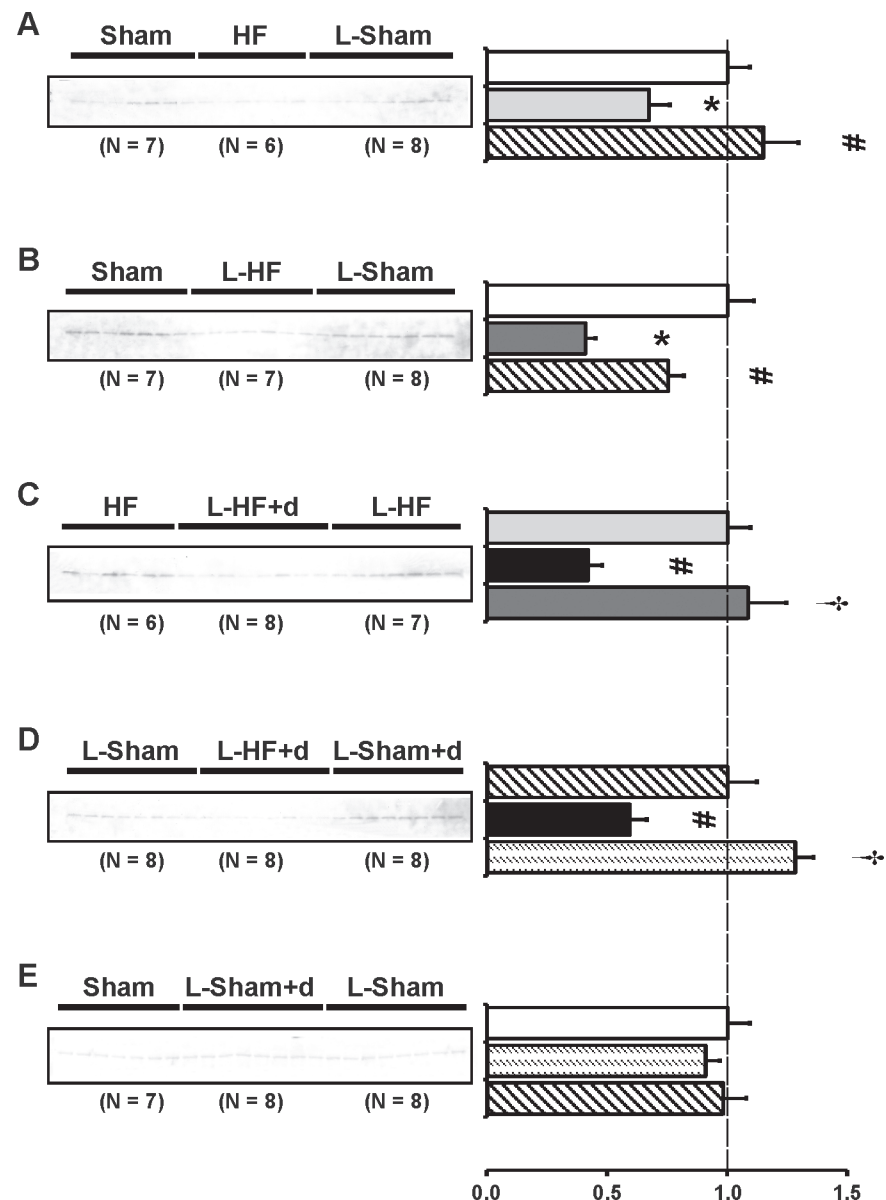 A
Sham HF L-Sham
(N = 7) (N = 6) (N = 8)
*
#
B
Sham L-HF L-Sham
(N = 7) (N = 7) (N = 8)
*
#
C
HF L-HF+d L-HF
(N = 6) (N = 8) (N = 7)
#
†
D
L-Sham L-HF+d L-Sham+d
(N = 8) (N = 8) (N = 8)
#
†
E
Sham L-Sham+d L-Sham
(N = 7) (N = 8) (N = 8)
0.0 0.5 1.0 1.5